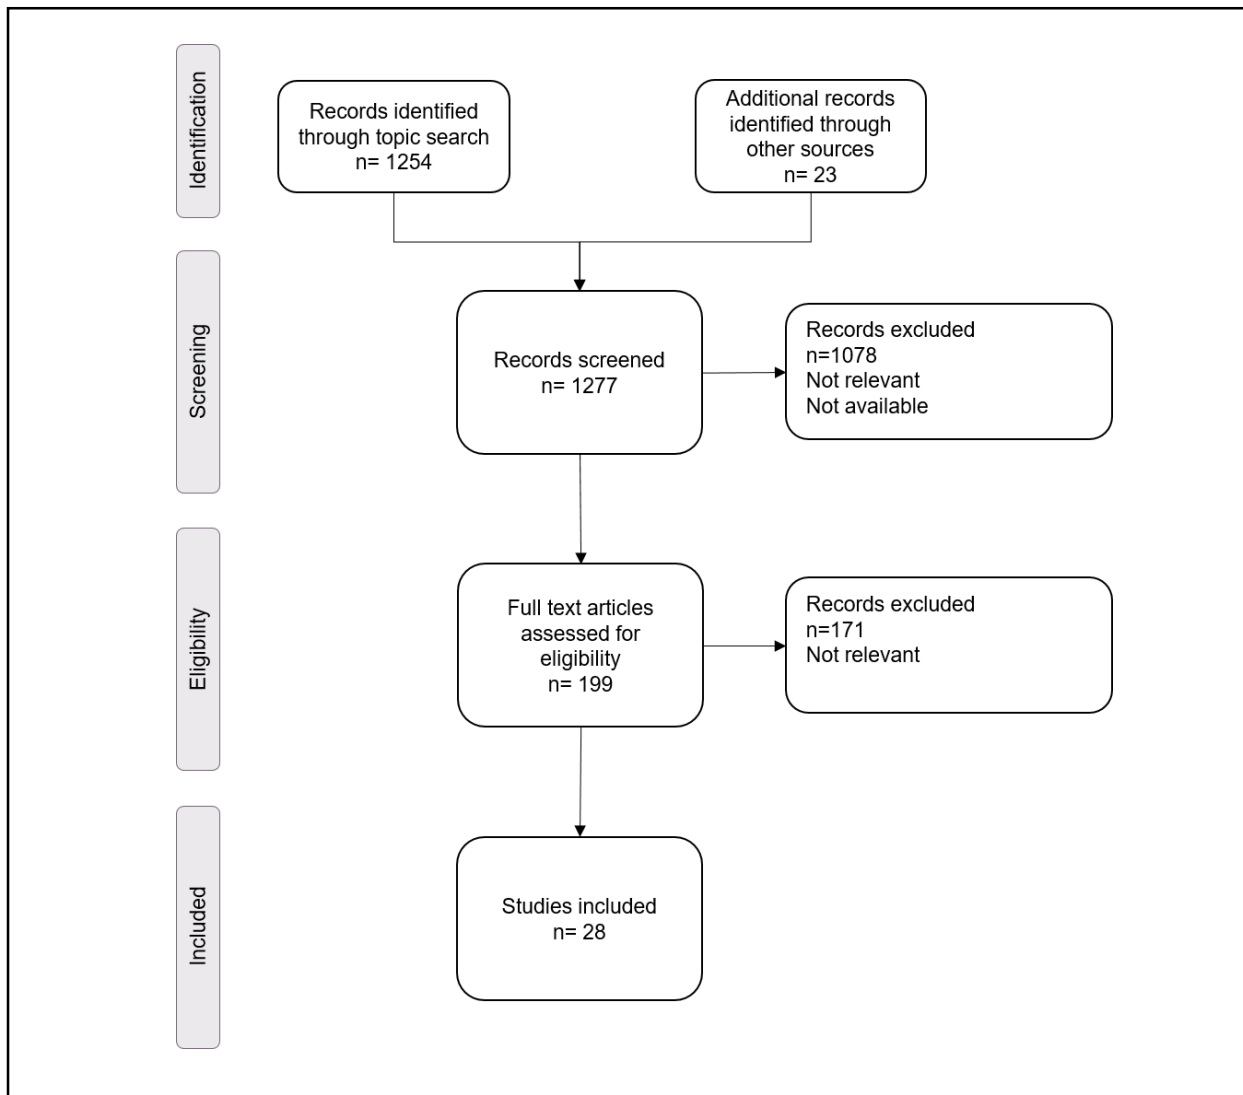 Identification
Records identified
through topic search
n= 1254
Additional records
identified through
other sources
n= 23
Screening
Records screened
n= 1277
Records excluded
n=1078
Not relevant
Not available
Eligibility
Full text articles
assessed for
eligibility
n= 199
Records excluded
n=171
Not relevant
Included
Studies included
n= 28